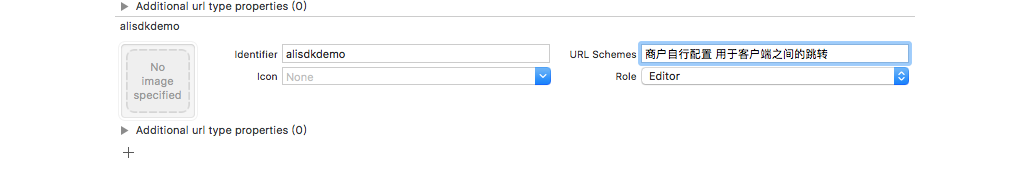 Additional url type properties (0)
alisdkdemo
No image specified
Identifier alisdkdemo URL Schemes 商户自行配置 用于客户端之间的跳转
Icon None Role Editor
Additional url type properties (0)